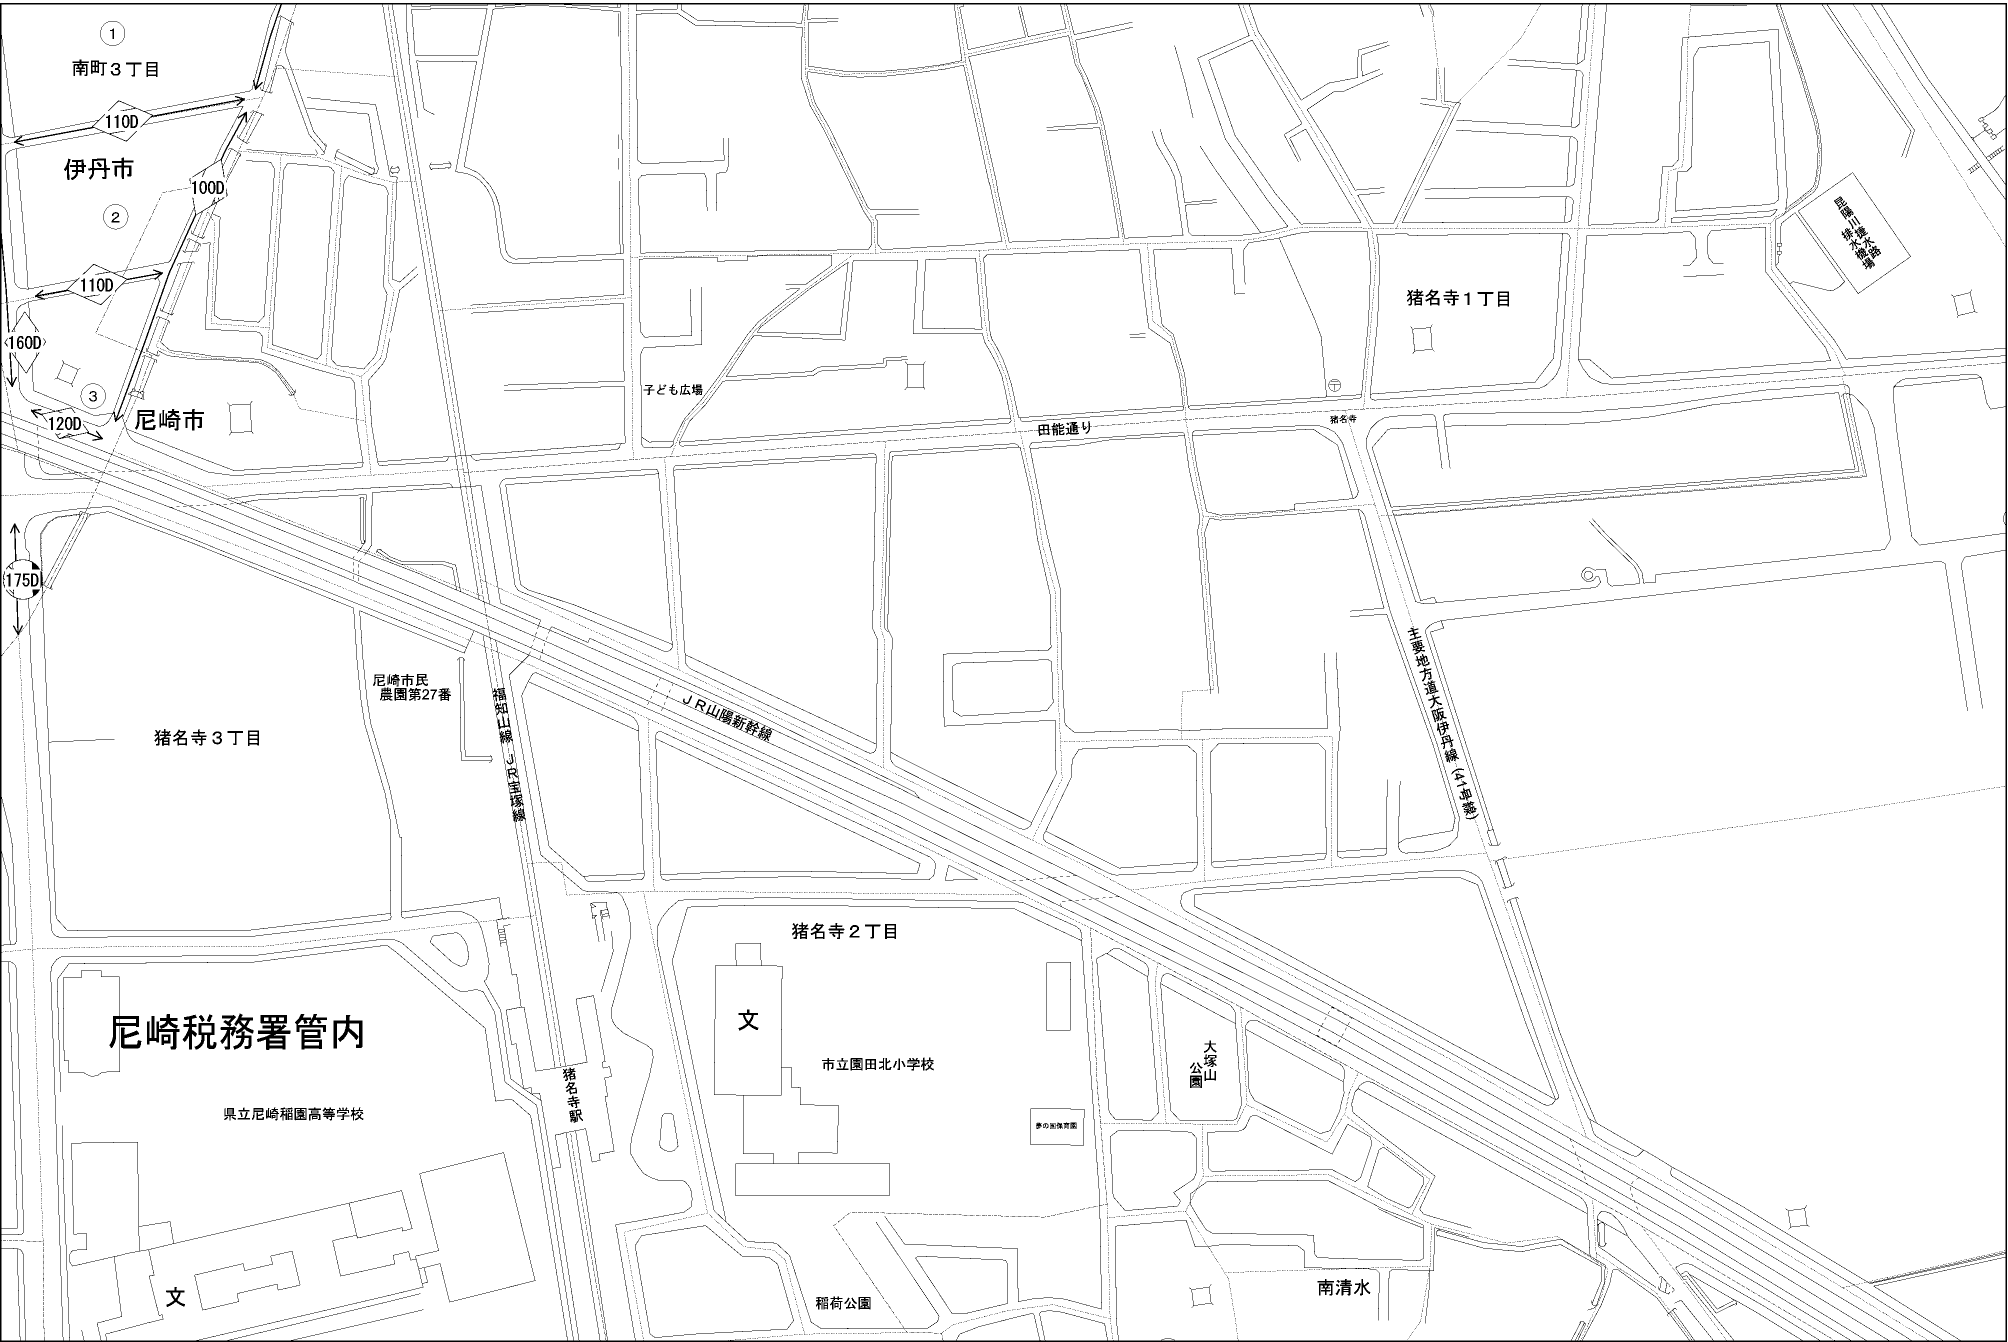 ①
南町3丁目
110D
伊丹市
100D
②
110D
160D
③
120D
尼崎市
175D
昆陽川捷水路
排水機場
猪名寺1丁目
子ども広場
〒
猪名寺
田能通り
主要地方道大阪伊丹線(41号線)
尼崎市民
農園第27番
福知山線 JR宝塚線
JR山陽新幹線
猪名寺3丁目
猪名寺2丁目
文
市立園田北小学校
大塚山
公園
夢の園保育園
尼崎税務署管内
県立尼崎稲園高等学校
猪名寺駅
文
稲荷公園
南清水